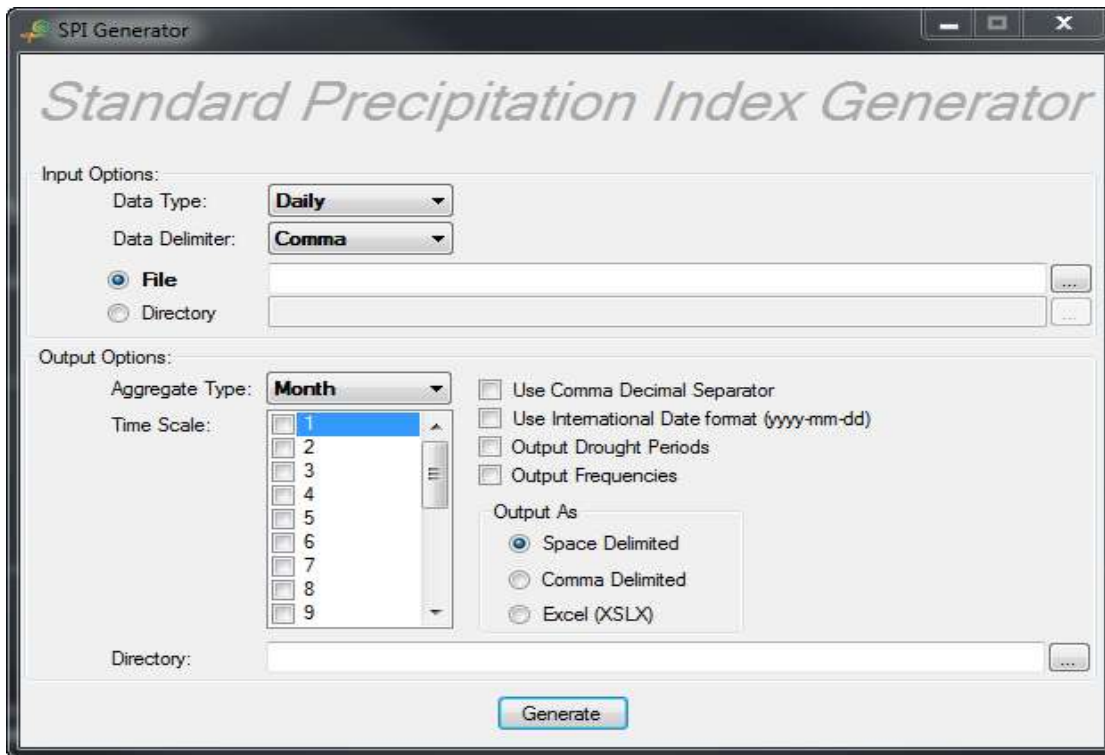 SPI Generator
Standard Precipitation Index Generator
Input Options:
Data Type: Daily
Data Delimiter: Comma
File ...
Directory ...
Output Options:
Aggregate Type: Month
Time Scale:
1
2
3
4
5
6
7
8
9
Use Comma Decimal Separator
Use International Date format (yyyy-mm-dd)
Output Drought Periods
Output Frequencies
Output As
Space Delimited
Comma Delimited
Excel (XSLX)
Directory: ...
Generate